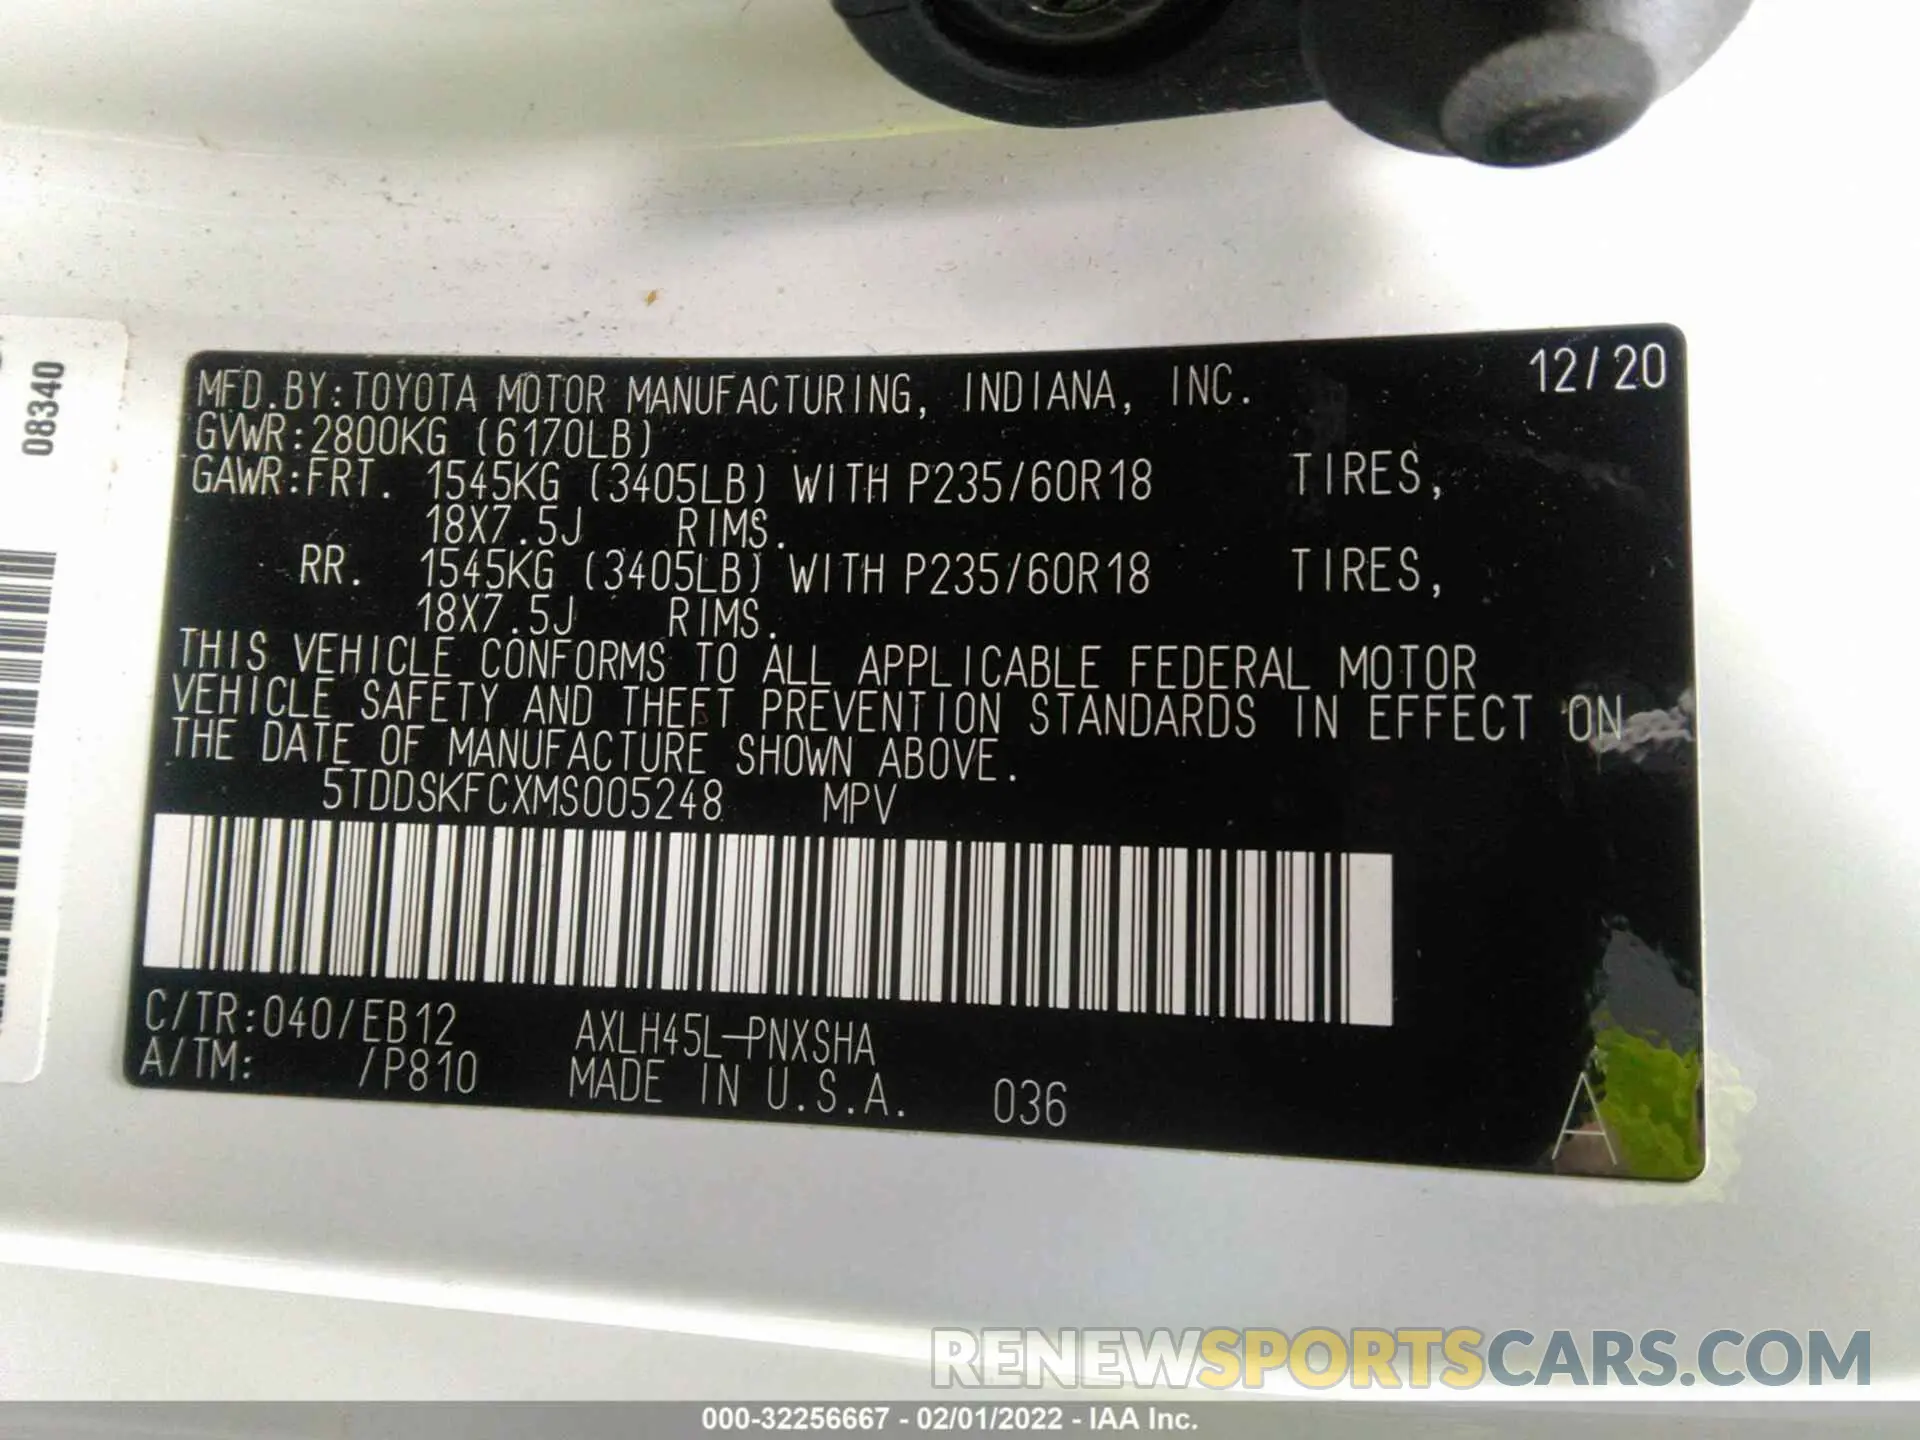 08340
MFD.BY:TOYOTA MOTOR MANUFACTURING, INDIANA, INC. 12/20
GVWR:2800KG (6170LB)
GAWR:FRT. 1545KG (3405LB) WITH P235/60R18 TIRES,
18X7.5J RIMS.
RR. 1545KG (3405LB) WITH P235/60R18 TIRES,
18X7.5J RIMS.
THIS VEHICLE CONFORMS TO ALL APPLICABLE FEDERAL MOTOR
VEHICLE SAFETY AND THEFT PREVENTION STANDARDS IN EFFECT ON
THE DATE OF MANUFACTURE SHOWN ABOVE.
5TDDSKFCXMS005248 MPV
C/TR:040/EB12 AXLH45L-PNXSHA
A/TM: /P810 MADE IN U.S.A. 036 A
RENEWSPORTSCARS.COM
000-32256667 - 02/01/2022 - IAA Inc.